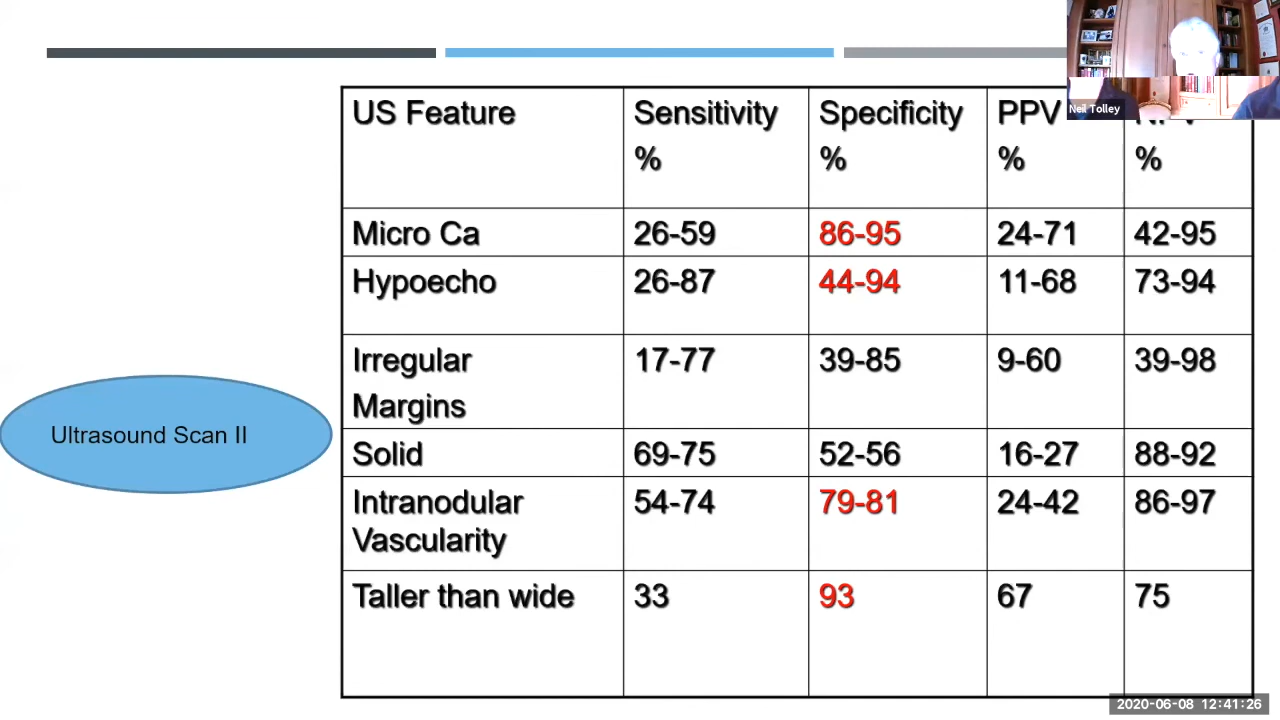 Neil Tolley
US Feature Sensitivity Specificity PPV
% % % %
Micro Ca 26-59 86-95 24-71 42-95
Hypoecho 26-87 44-94 11-68 73-94
Irregular 17-77 39-85 9-60 39-98
Margins
Ultrasound Scan II
Solid 69-75 52-56 16-27 88-92
Intranodular 54-74 79-81 24-42 86-97
Vascularity
Taller than wide 33 93 67 75
2020-06-08 12:41:26